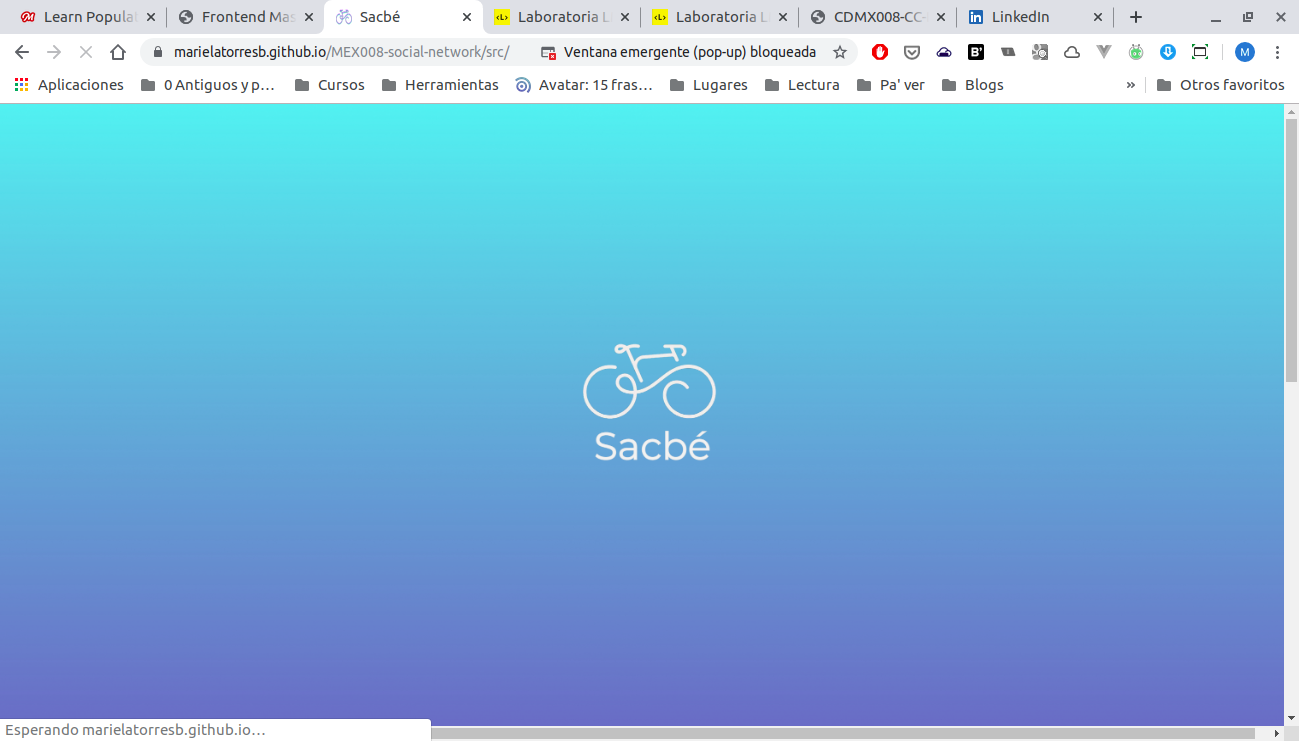 Learn Popula
Frontend Mas
Sacbé
Laboratoria L
Laboratoria L
CDMX008-CC-
LinkedIn
marielatorresb.github.io/MEX008-social-network/src/
Ventana emergente (pop-up) bloqueada
M
Aplicaciones
0 Antiguos y p…
Cursos
Herramientas
Avatar: 15 fras…
Lugares
Lectura
Pa' ver
Blogs
»
Otros favoritos
Sacbé
Esperando marielatorresb.github.io…